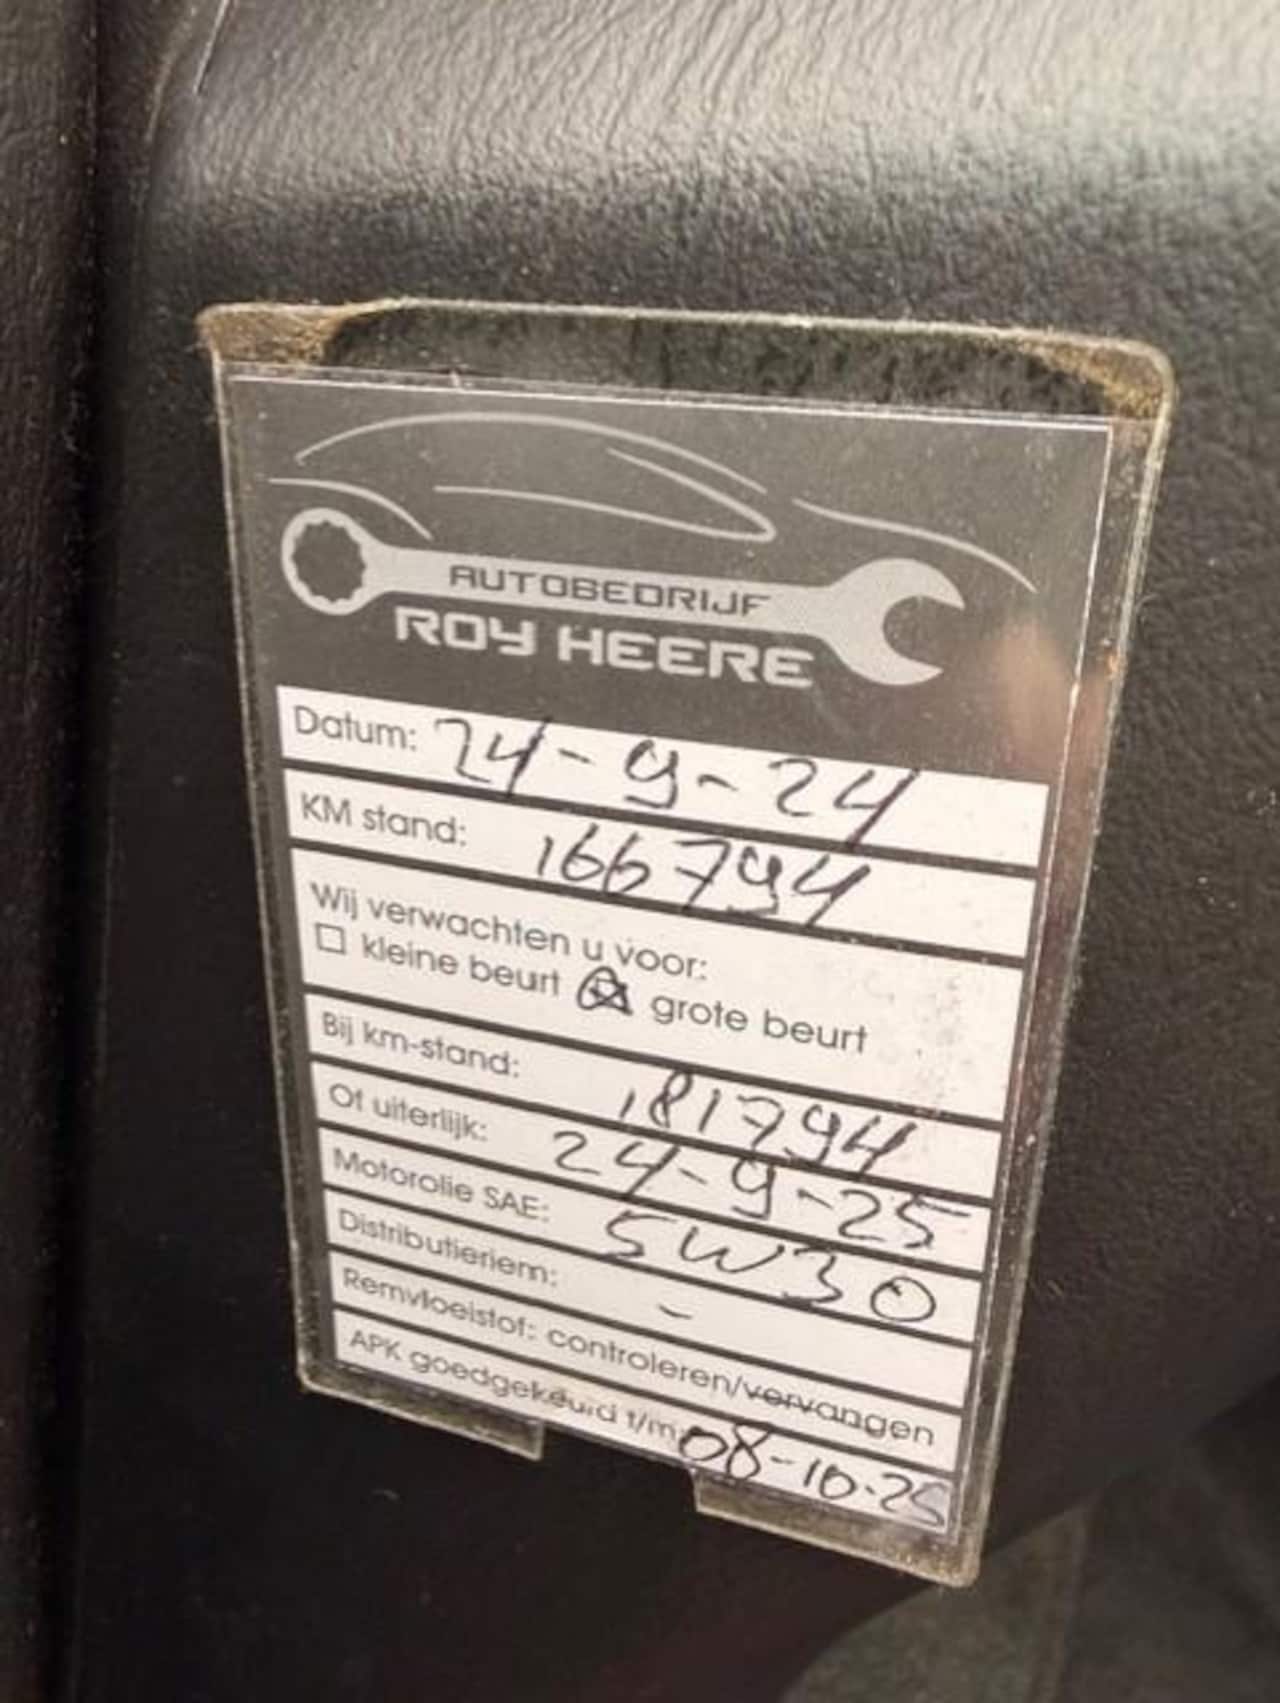 AUTOBEDRIJF
ROY HEERE
Datum: 24-9-24
KM stand: 166794
Wij verwachten u voor:
☐ kleine beurt ☒ grote beurt
Bij km-stand: 181794
Of uiterlijk: 24-9-25
Motorolie SAE: 5W30
Distributieriem: -
Remvloeistof: controleren/vervangen
APK goedgekeurd t/m: 08-10-25